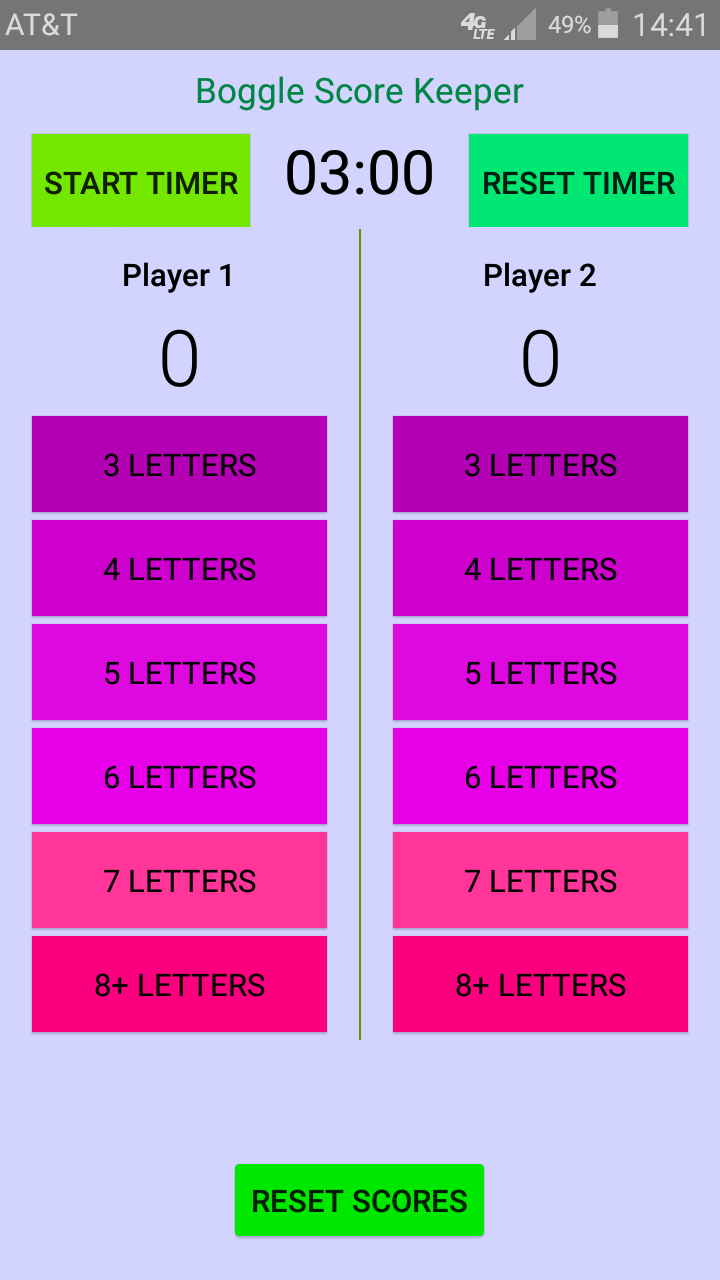 AT&T 4G LTE 49% 14:41
Boggle Score Keeper
START TIMER 03:00 RESET TIMER
Player 1 Player 2
0 0
3 LETTERS 3 LETTERS
4 LETTERS 4 LETTERS
5 LETTERS 5 LETTERS
6 LETTERS 6 LETTERS
7 LETTERS 7 LETTERS
8+ LETTERS 8+ LETTERS
RESET SCORES